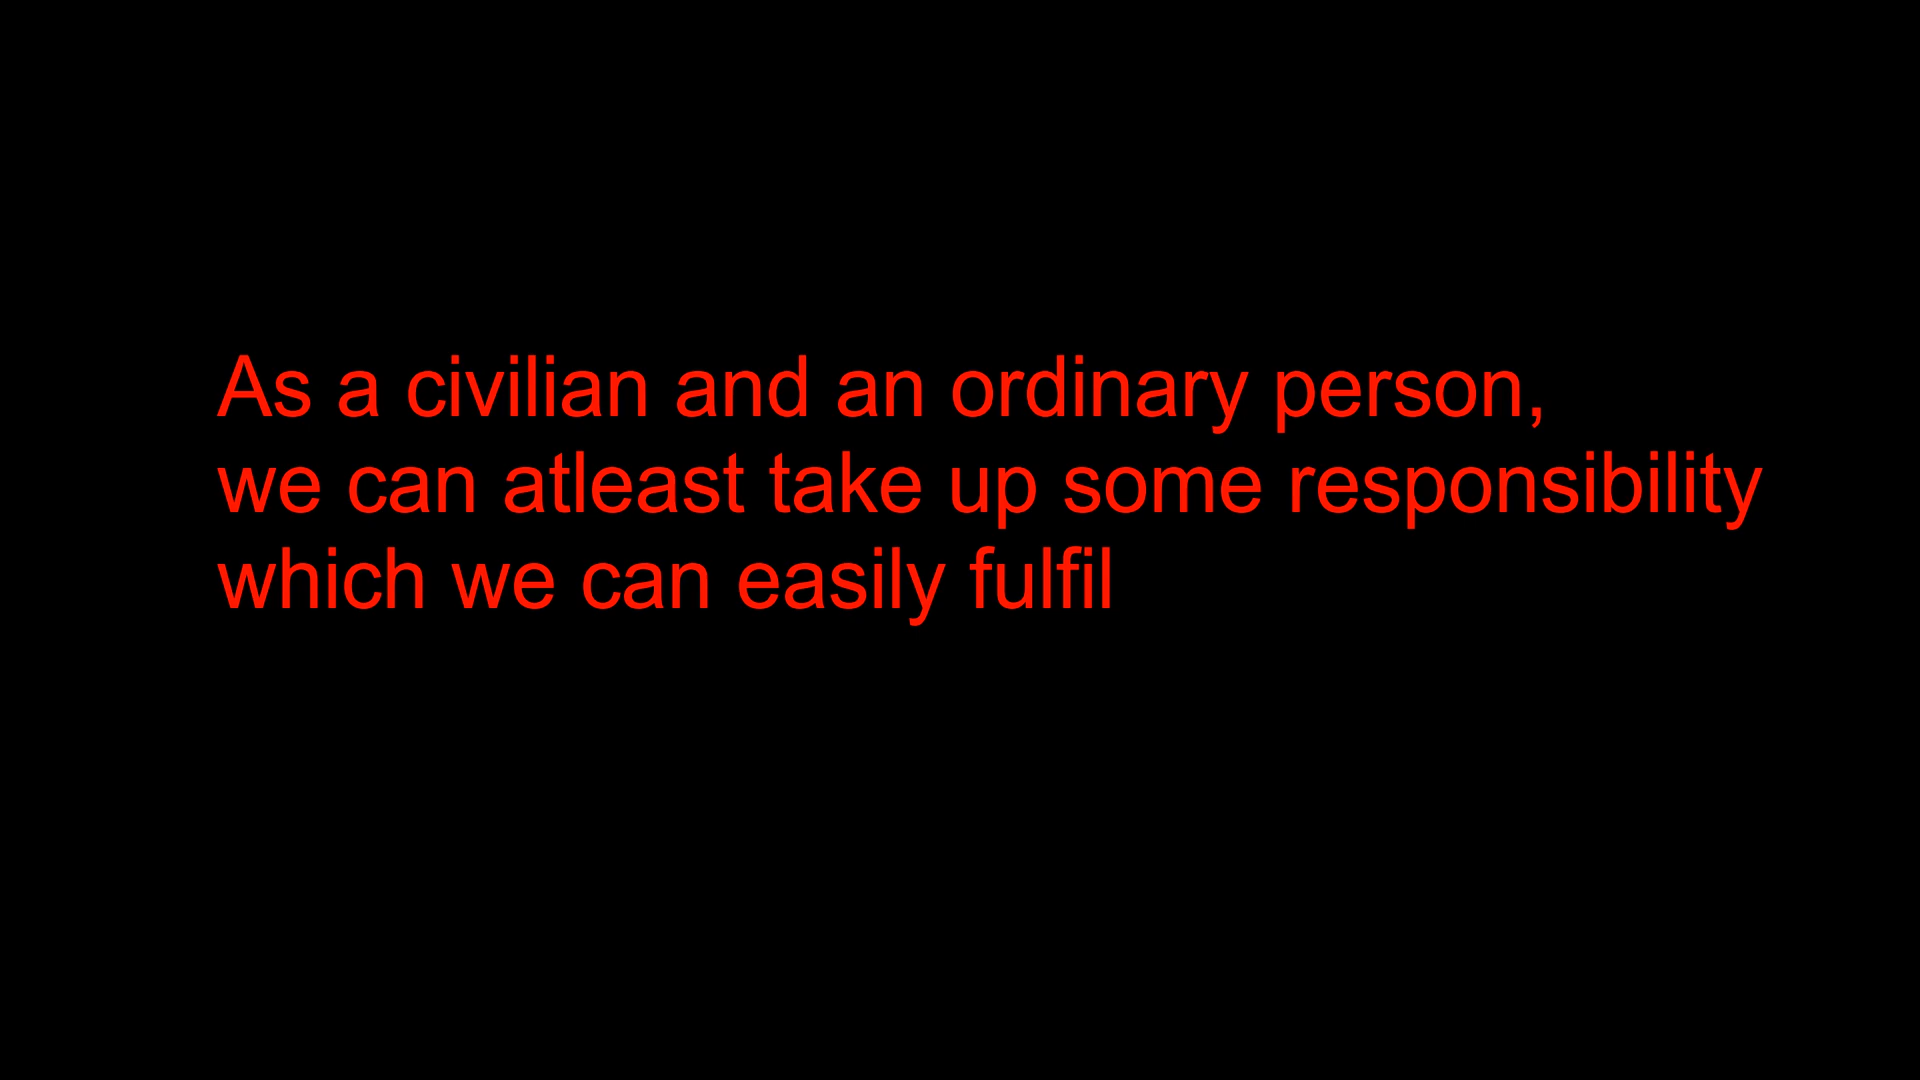 As a civilian and an ordinary person,
we can atleast take up some responsibility
which we can easily fulfil